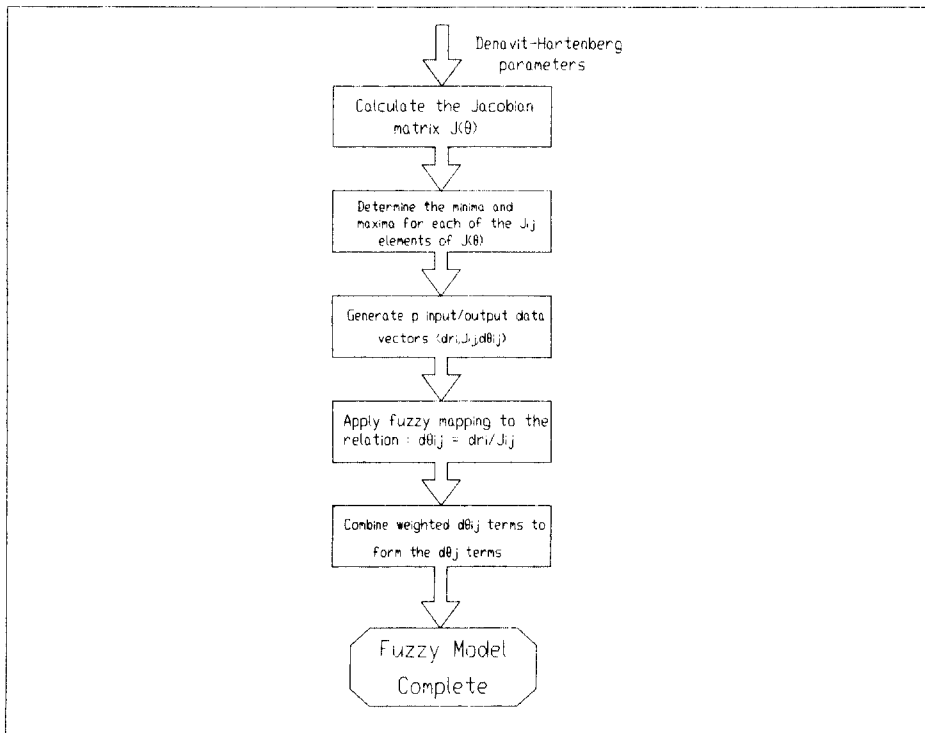 Denavit-Hartenberg
parameters
Calculate the Jacobian
matrix J(θ)
Determine the minima and
maxima for each of the Jij
elements of J(θ)
Generate p input/output data
vectors (dri,Jij,dθij)
Apply fuzzy mapping to the
relation : dθij = dri/Jij
Combine weighted dθij terms to
form the dθj terms
Fuzzy Model
Complete